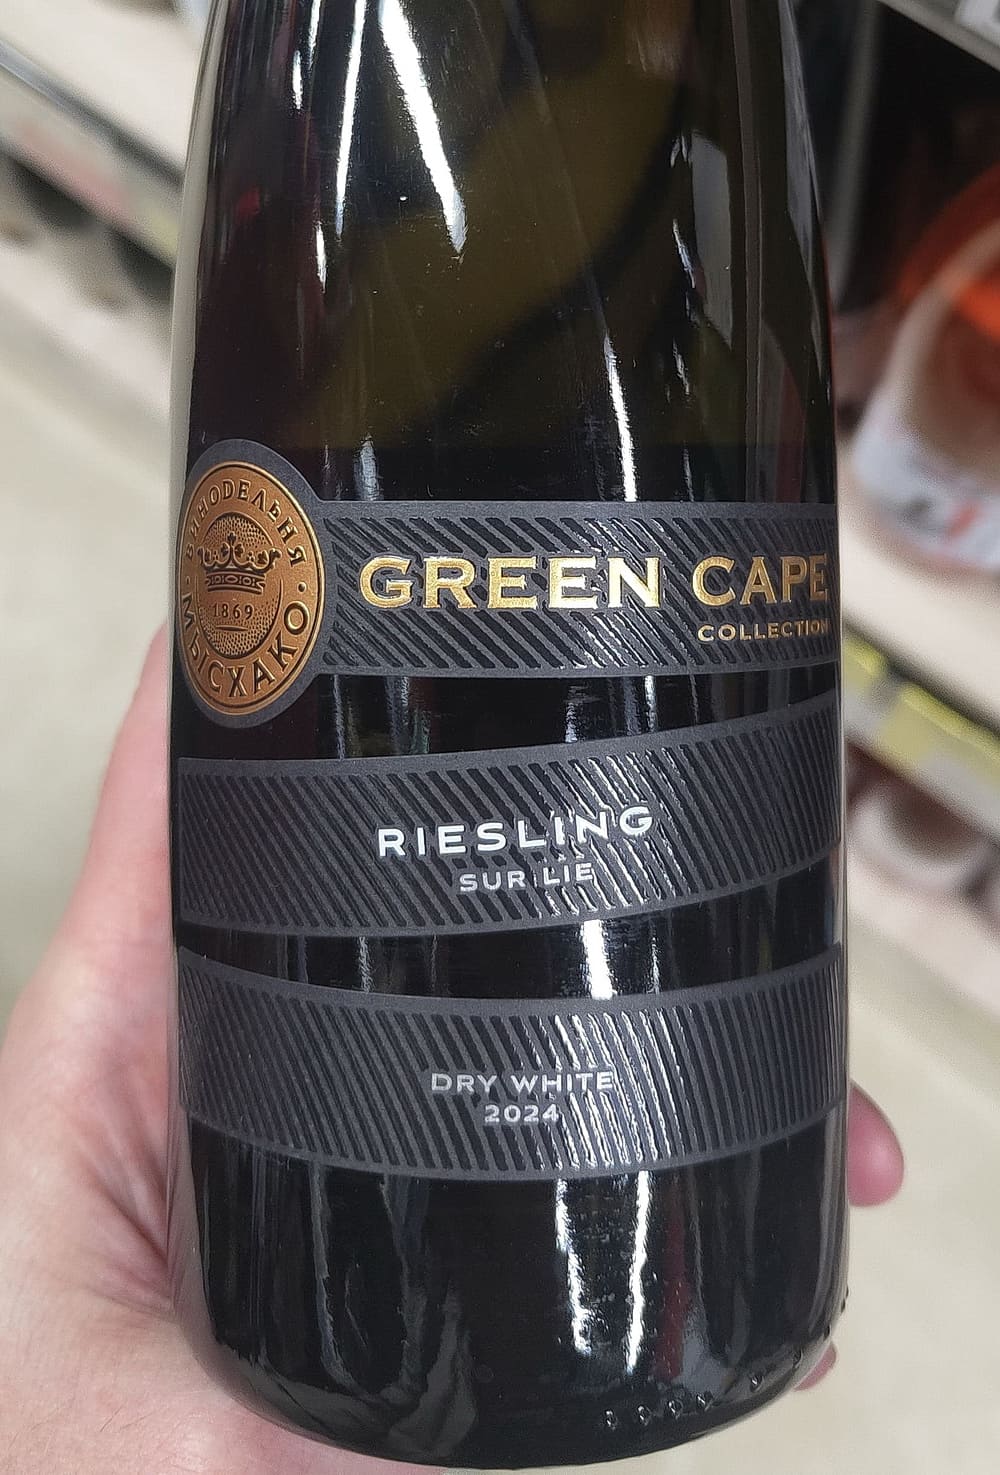 ВИНОДЕЛЬНЯ
1869
МЫСХАКО
GREEN CAPE
COLLECTION
RIESLING
SUR LIE
DRY WHITE
2024